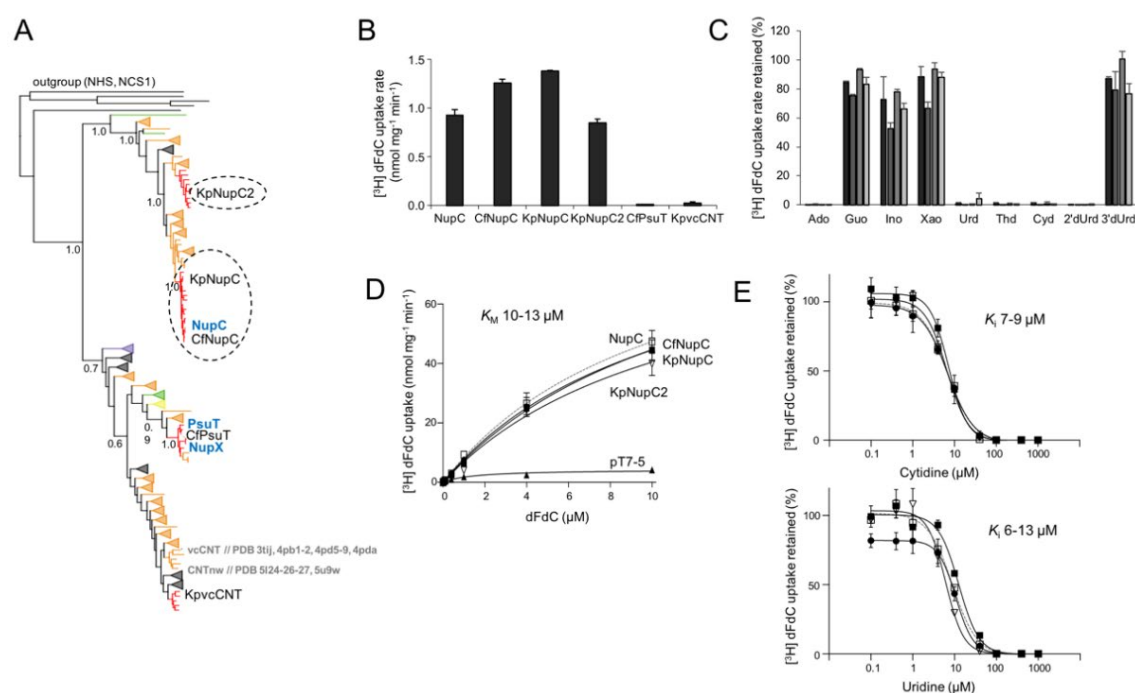 A
outgroup (NHS, NCS1)
1.0
1.0
1.0
KpNupC2
1.0
1.0
KpNupC
NupC
CfNupC
0.7
0.
9
1.0
PsuT
CfPsuT
NupX
0.6
vcCNT // PDB 3tij, 4pb1-2, 4pd5-9, 4pda
CNTnw // PDB 5l24-26-27, 5u9w
KpvcCNT
B
[³H] dFdC uptake rate
(nmol mg⁻¹ min⁻¹)
1.5
1.0
0.5
0.0
NupC CfNupC KpNupC KpNupC2 CfPsuT KpvcCNT
C
[³H] dFdC uptake rate retained (%)
100
80
60
40
20
0
Ado Guo Ino Xao Urd Thd Cyd 2'dUrd 3'dUrd
D
[³H] dFdC uptake (nmol mg⁻¹ min⁻¹)
60
40
20
0
KM 10-13 µM
NupC
CfNupC
KpNupC
KpNupC2
pT7-5
0 2 4 6 8 10
dFdC (µM)
E
[³H] dFdC uptake retained (%)
100
50
0
Ki 7-9 µM
0.1 1 10 100 1000
Cytidine (µM)
[³H] dFdC uptake retained (%)
100
50
0
Ki 6-13 µM
0.1 1 10 100 1000
Uridine (µM)